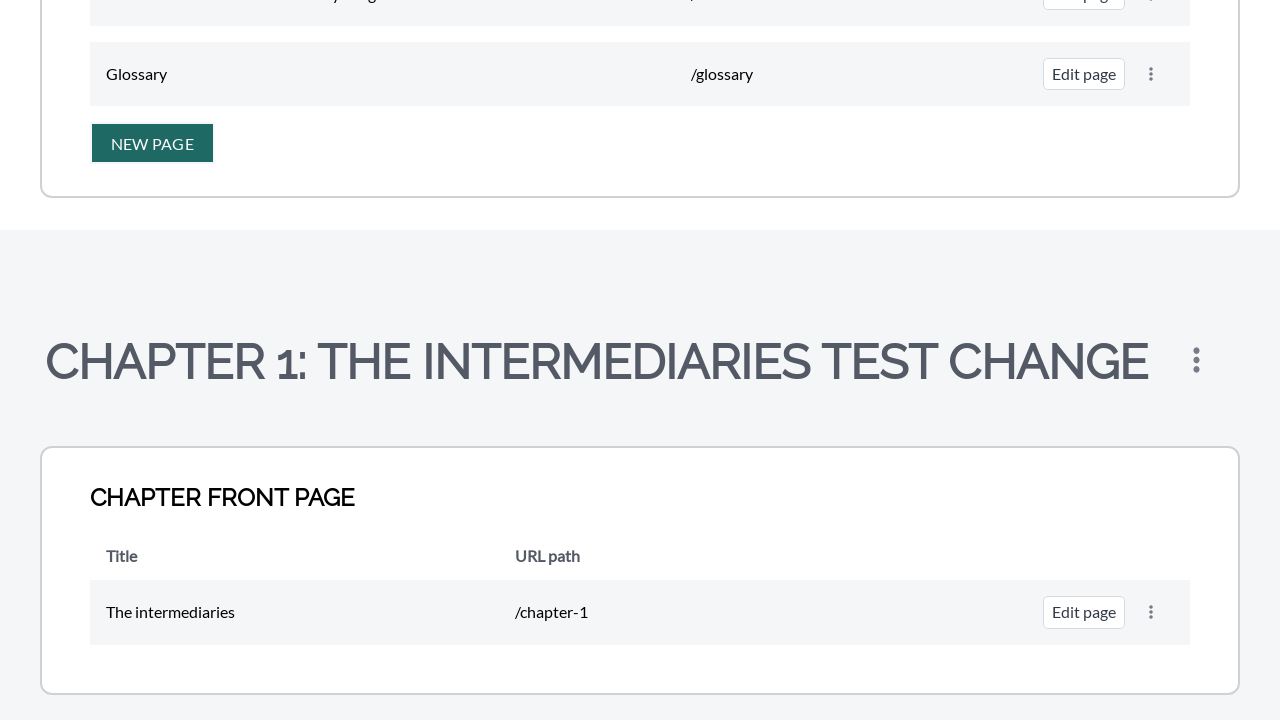 Glossary /glossary Edit page
NEW PAGE
CHAPTER 1: THE INTERMEDIARIES TEST CHANGE
CHAPTER FRONT PAGE
Title URL path
The intermediaries /chapter-1 Edit page